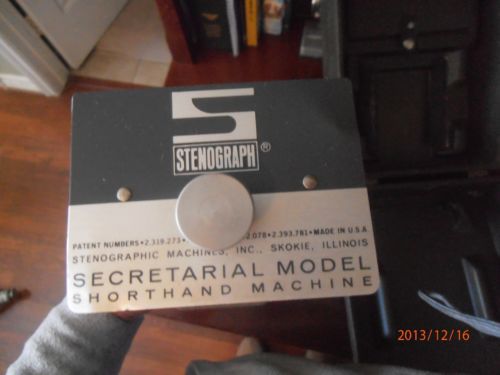 STENOGRAPH ®
PATENT NUMBERS • 2.319.273 • 2.393.781 • MADE IN U.S.A
STENOGRAPHIC MACHINES, INC., SKOKIE, ILLINOIS
SECRETARIAL MODEL
SHORTHAND MACHINE
2013/12/16